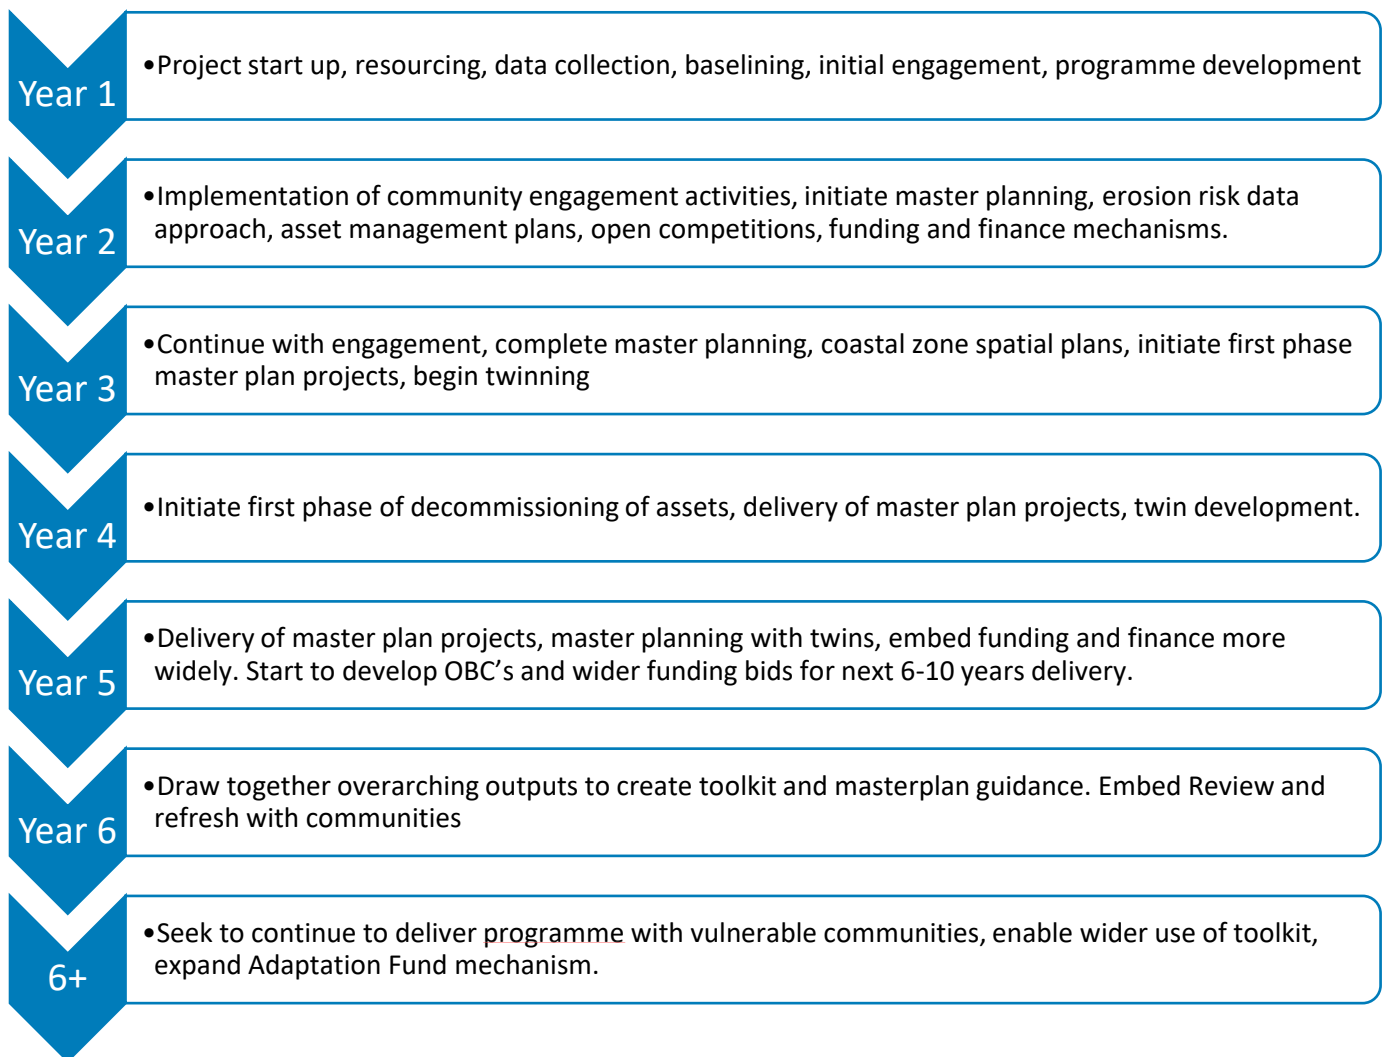 Year 1
•Project start up, resourcing, data collection, baselining, initial engagement, programme development
Year 2
•Implementation of community engagement activities, initiate master planning, erosion risk data
approach, asset management plans, open competitions, funding and finance mechanisms.
Year 3
•Continue with engagement, complete master planning, coastal zone spatial plans, initiate first phase
master plan projects, begin twinning
Year 4
•Initiate first phase of decommissioning of assets, delivery of master plan projects, twin development.
Year 5
•Delivery of master plan projects, master planning with twins, embed funding and finance more
widely. Start to develop OBC’s and wider funding bids for next 6-10 years delivery.
Year 6
•Draw together overarching outputs to create toolkit and masterplan guidance. Embed Review and
refresh with communities
6+
•Seek to continue to deliver programme with vulnerable communities, enable wider use of toolkit,
expand Adaptation Fund mechanism.